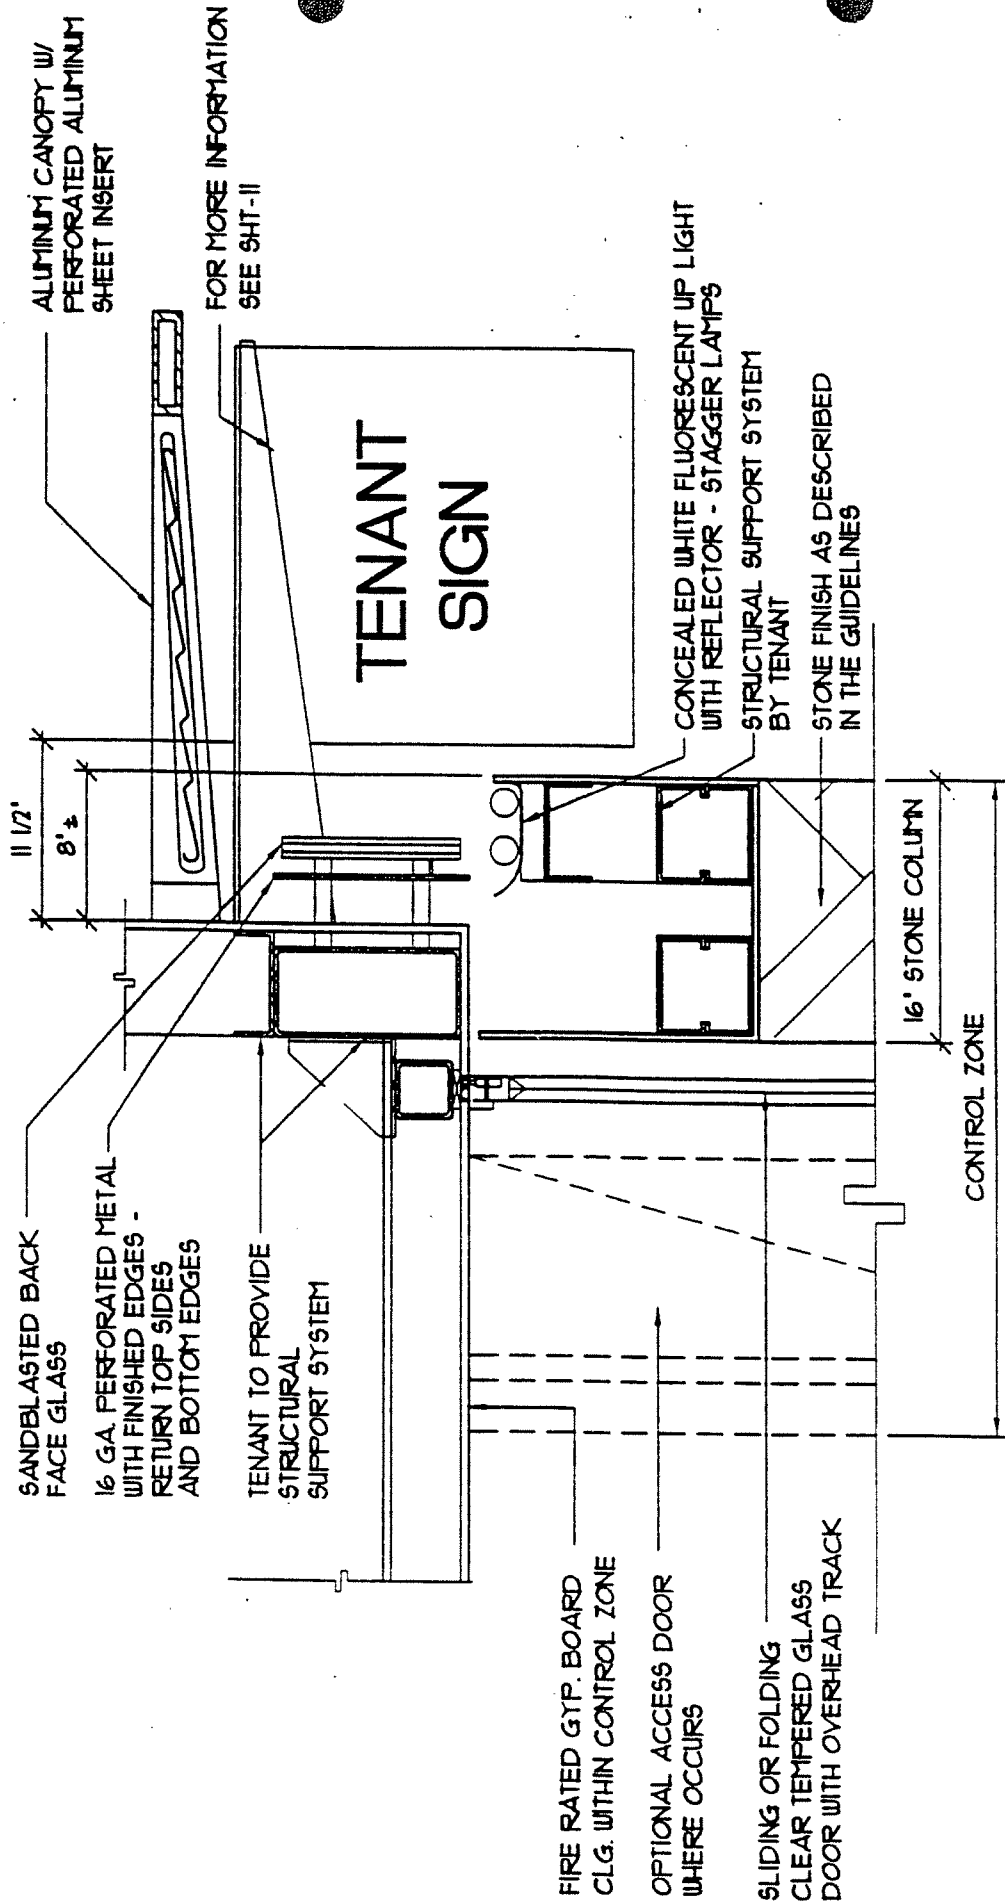 ALUMINUM CANOPY W/
PERFORATED ALUMINUM
SHEET INSERT
FOR MORE INFORMATION
SEE SHT-11
11 1/2'
8'±
TENANT
SIGN
SANDBLASTED BACK
FACE GLASS
16 GA. PERFORATED METAL
WITH FINISHED EDGES -
RETURN TOP SIDES
AND BOTTOM EDGES
TENANT TO PROVIDE
STRUCTURAL
SUPPORT SYSTEM
CONCEALED WHITE FLUORESCENT UP LIGHT
WITH REFLECTOR - STAGGER LAMPS
STRUCTURAL SUPPORT SYSTEM
BY TENANT
STONE FINISH AS DESCRIBED
IN THE GUIDELINES
FIRE RATED GYP. BOARD
CLG. WITHIN CONTROL ZONE
OPTIONAL ACCESS DOOR
WHERE OCCURS
SLIDING OR FOLDING
CLEAR TEMPERED GLASS
DOOR WITH OVERHEAD TRACK
16' STONE COLUMN
CONTROL ZONE